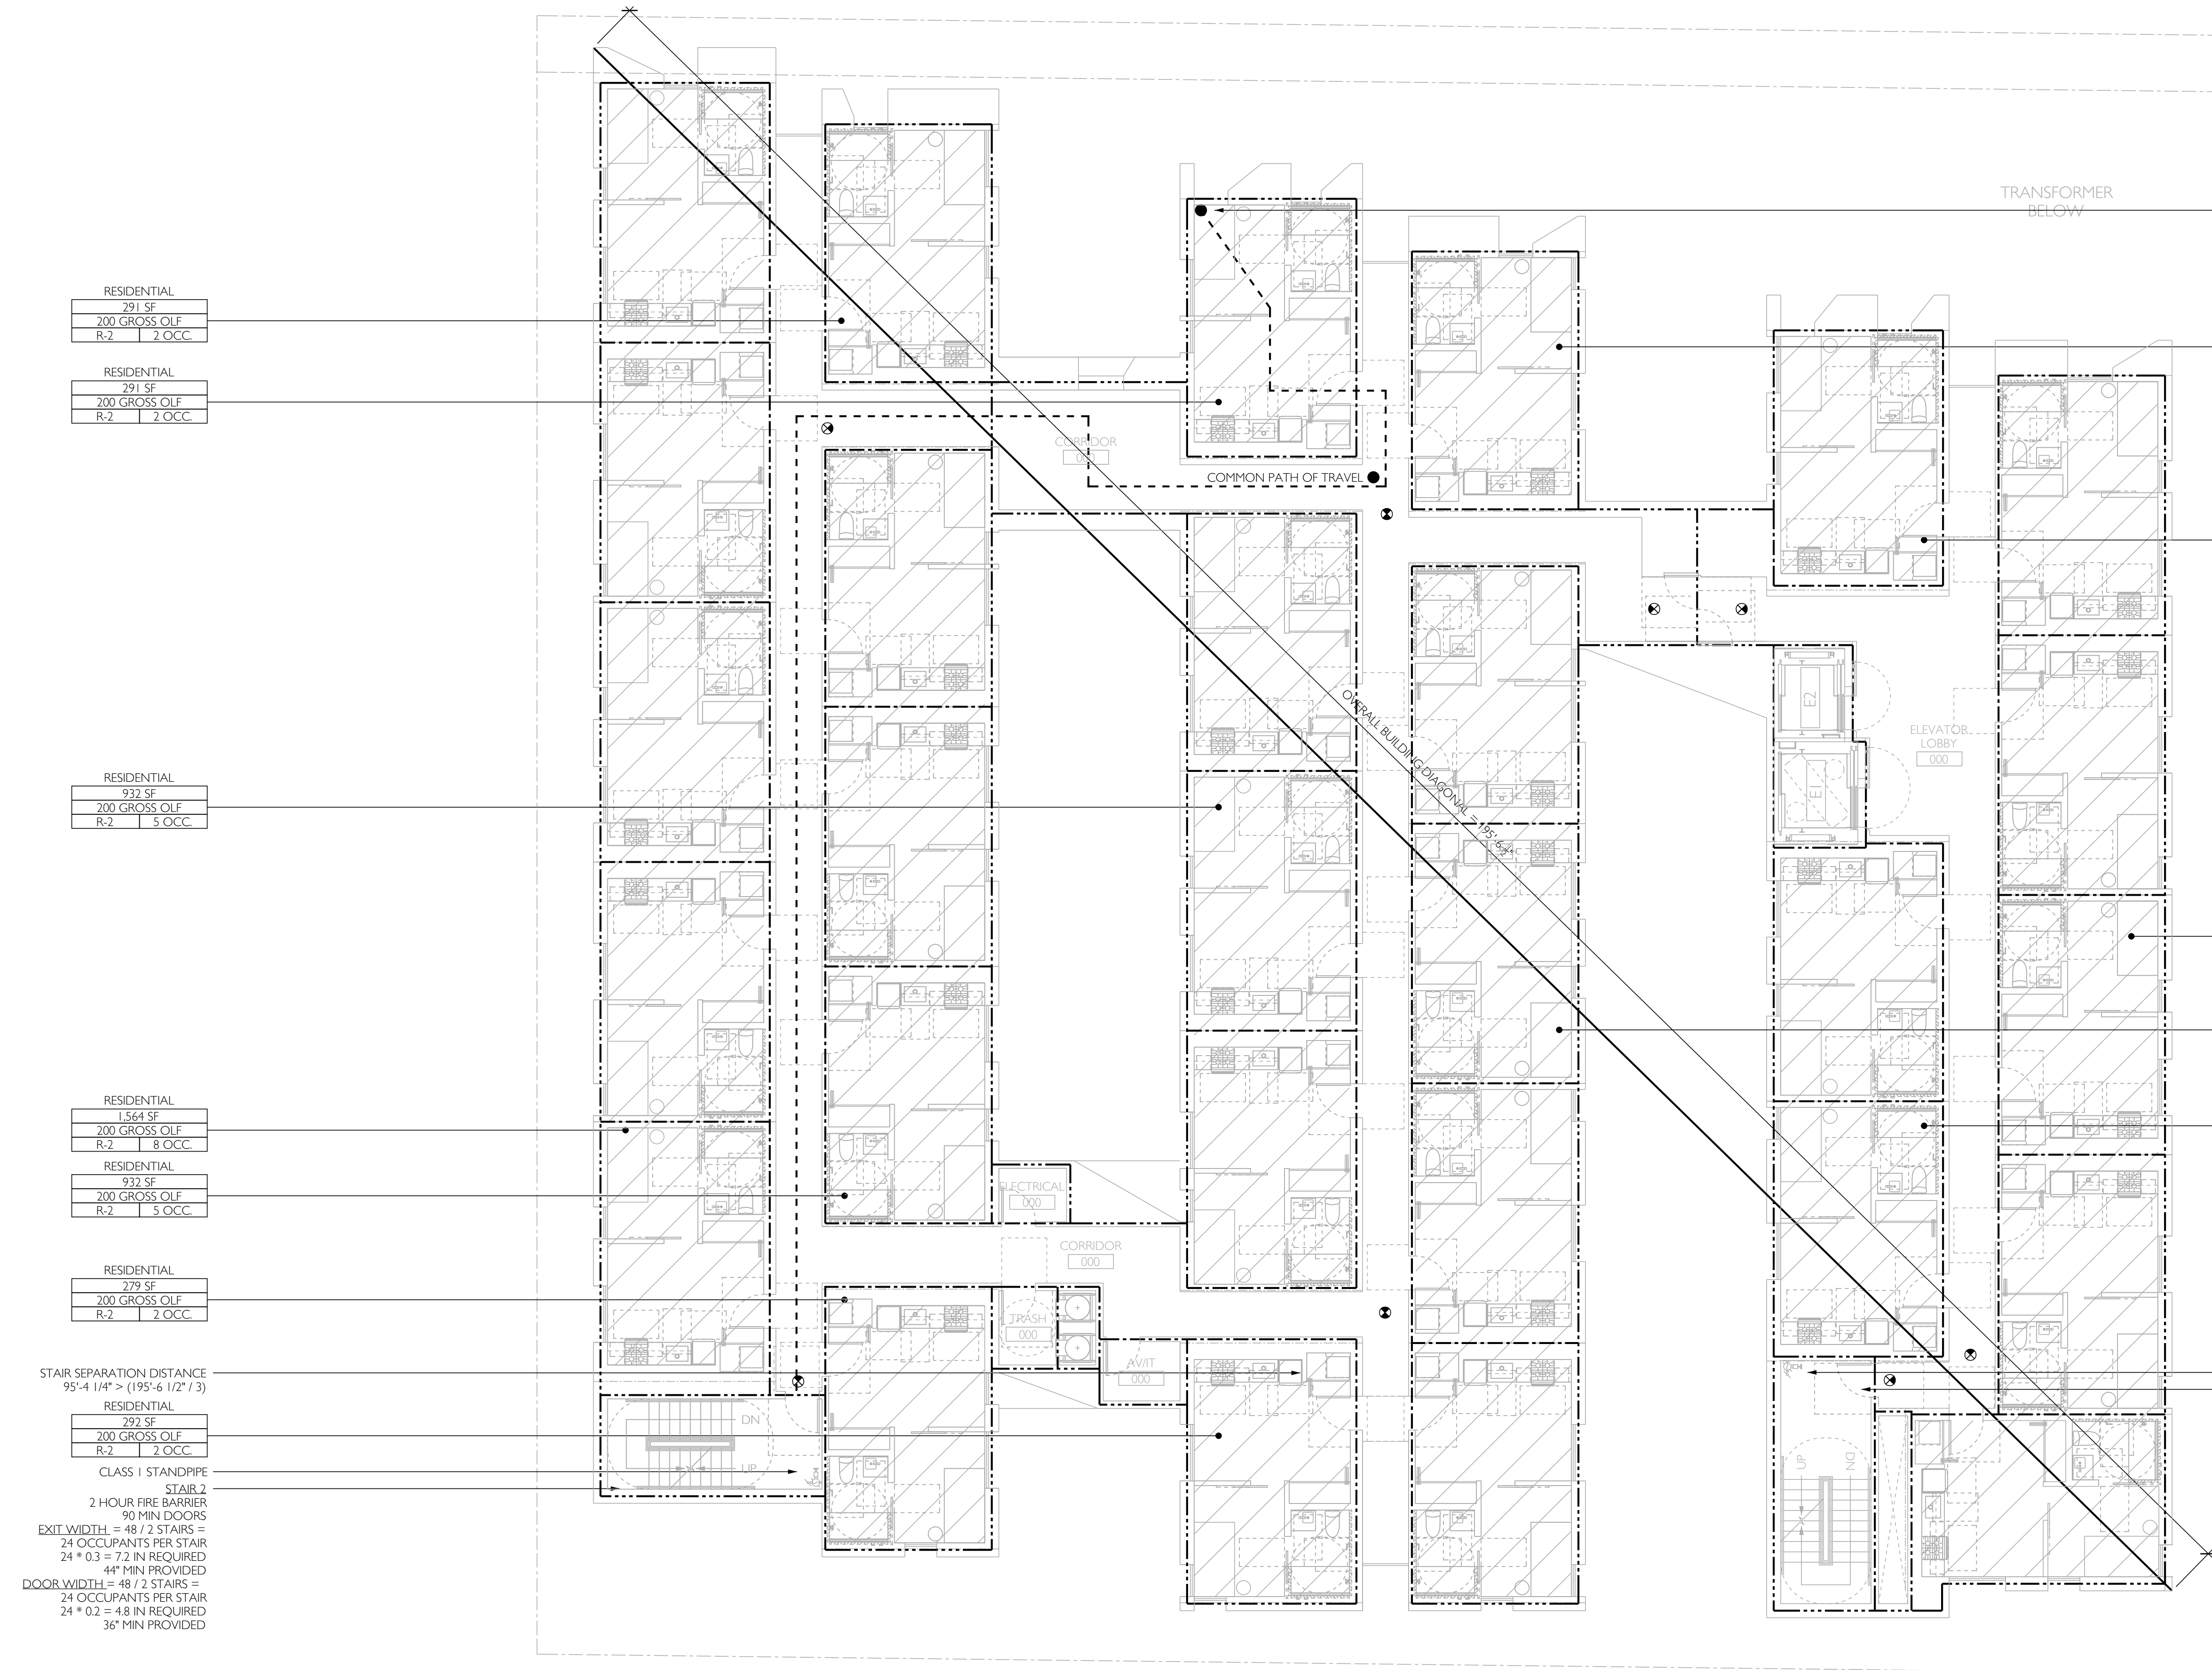 TRANSFORMER
BELOW
RESIDENTIAL
291 SF
200 GROSS OLF
R-2 2 OCC.
RESIDENTIAL
291 SF
200 GROSS OLF
R-2 2 OCC.
CORRIDOR
000
COMMON PATH OF TRAVEL
OVERALL BUILDING DIAGONAL = 195' 6 1/2"
E2
E1
ELEVATOR
LOBBY
000
RESIDENTIAL
932 SF
200 GROSS OLF
R-2 5 OCC.
RESIDENTIAL
1,564 SF
200 GROSS OLF
R-2 8 OCC.
RESIDENTIAL
932 SF
200 GROSS OLF
R-2 5 OCC.
ELECTRICAL
000
CORRIDOR
000
RESIDENTIAL
279 SF
200 GROSS OLF
R-2 2 OCC.
TRASH
000
AV/IT
000
STAIR SEPARATION DISTANCE
95'-4 1/4" > (195'-6 1/2" / 3)
RESIDENTIAL
292 SF
200 GROSS OLF
R-2 2 OCC.
DN
UP
UP
DN
CLASS 1 STANDPIPE
STAIR 2
2 HOUR FIRE BARRIER
90 MIN DOORS
EXIT WIDTH = 48 / 2 STAIRS =
24 OCCUPANTS PER STAIR
24 * 0.3 = 7.2 IN REQUIRED
44" MIN PROVIDED
DOOR WIDTH = 48 / 2 STAIRS =
24 OCCUPANTS PER STAIR
24 * 0.2 = 4.8 IN REQUIRED
36" MIN PROVIDED